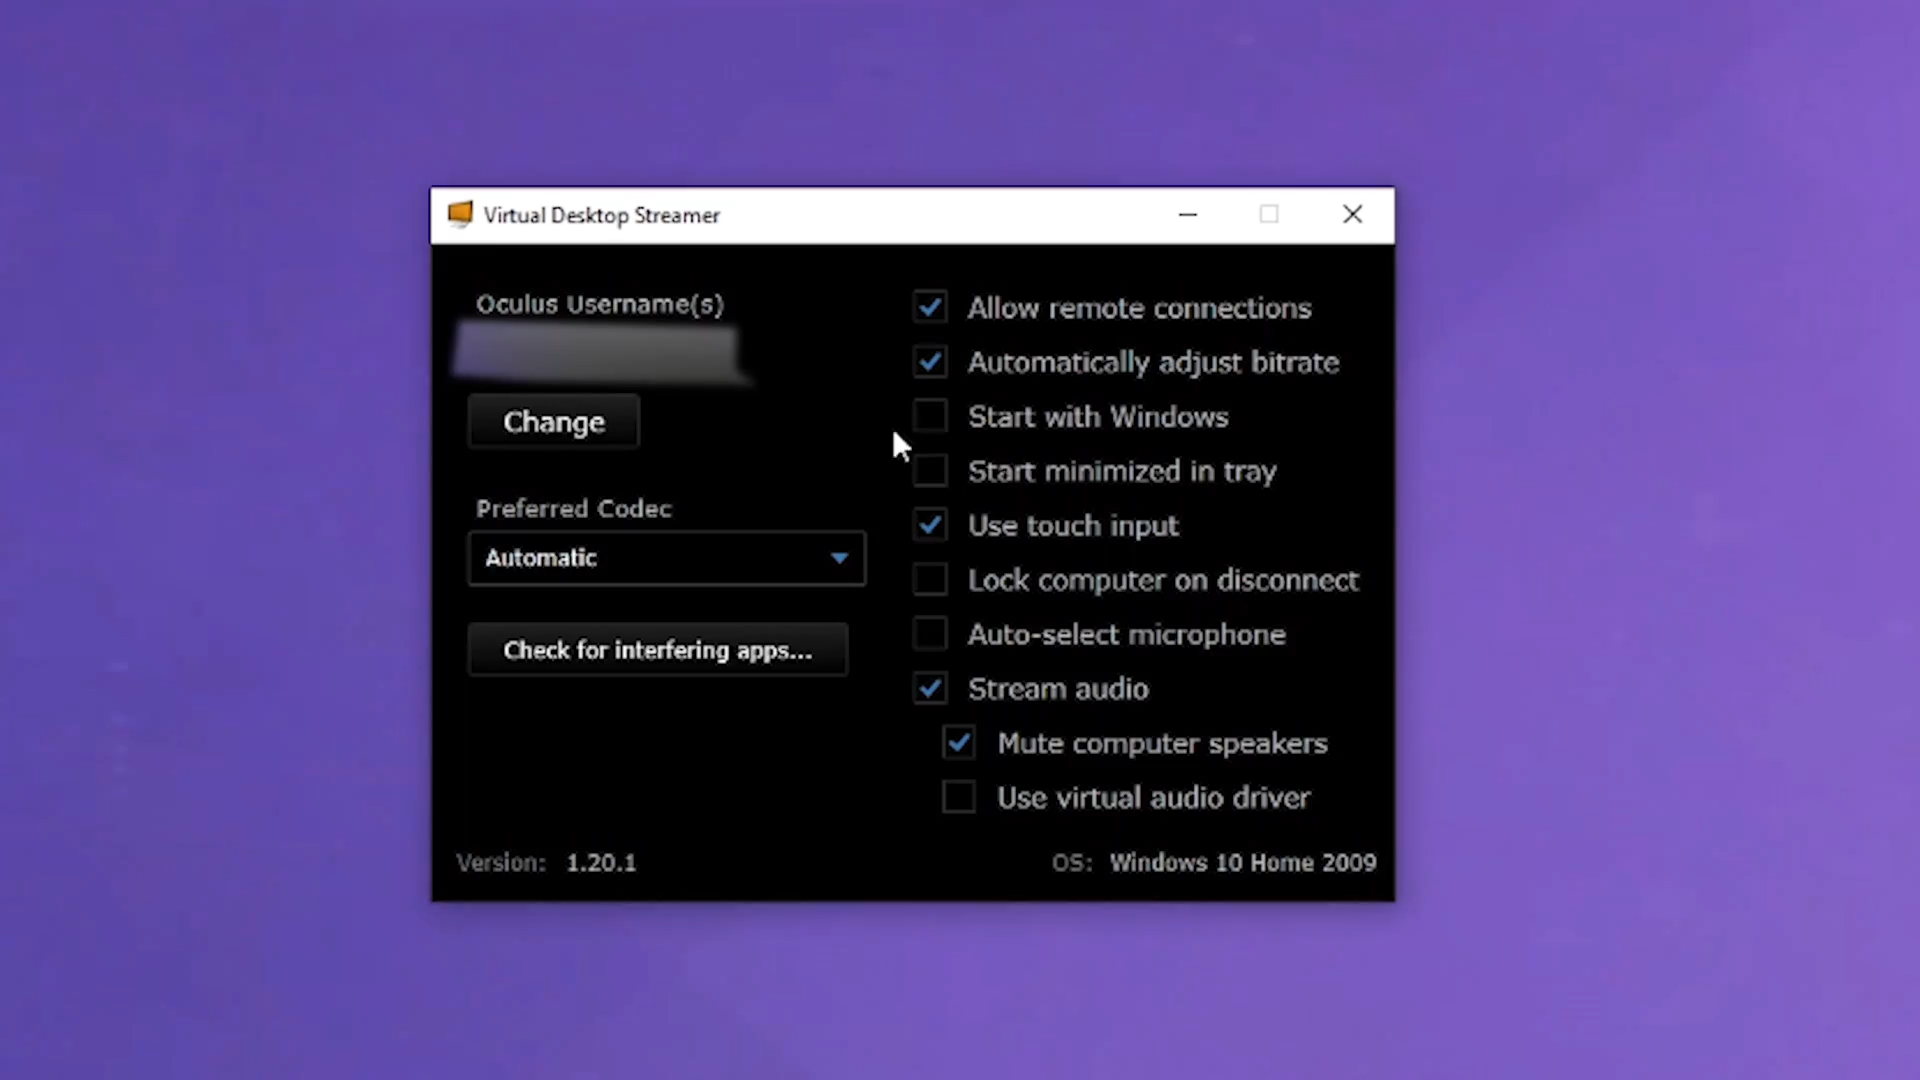 Virtual Desktop Streamer
Oculus Username(s)
Change
Preferred Codec
Automatic
Check for interfering apps...
Allow remote connections
Automatically adjust bitrate
Start with Windows
Start minimized in tray
Use touch input
Lock computer on disconnect
Auto-select microphone
Stream audio
Mute computer speakers
Use virtual audio driver
Version: 1.20.1
OS: Windows 10 Home 2009